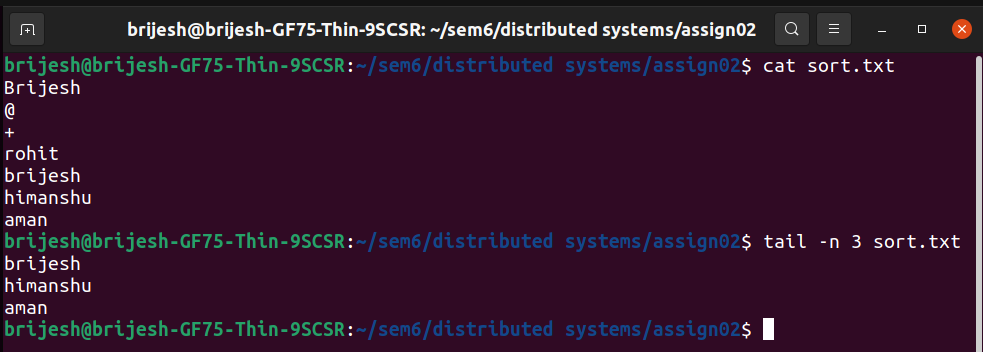 brijesh@brijesh-GF75-Thin-9SCSR: ~/sem6/distributed systems/assign02
brijesh@brijesh-GF75-Thin-9SCSR:~/sem6/distributed systems/assign02$ cat sort.txt
Brijesh
@
+
rohit
brijesh
himanshu
aman
brijesh@brijesh-GF75-Thin-9SCSR:~/sem6/distributed systems/assign02$ tail -n 3 sort.txt
brijesh
himanshu
aman
brijesh@brijesh-GF75-Thin-9SCSR:~/sem6/distributed systems/assign02$